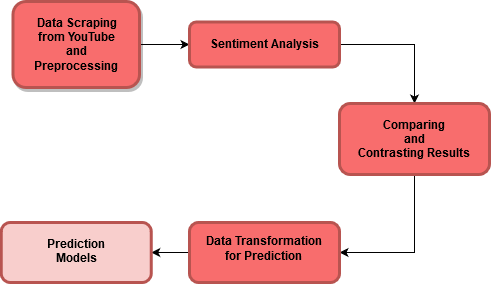 Data Scraping
from YouTube
and
Preprocessing
Sentiment Analysis
Comparing
and
Contrasting Results
Data Transformation
for Prediction
Prediction
Models